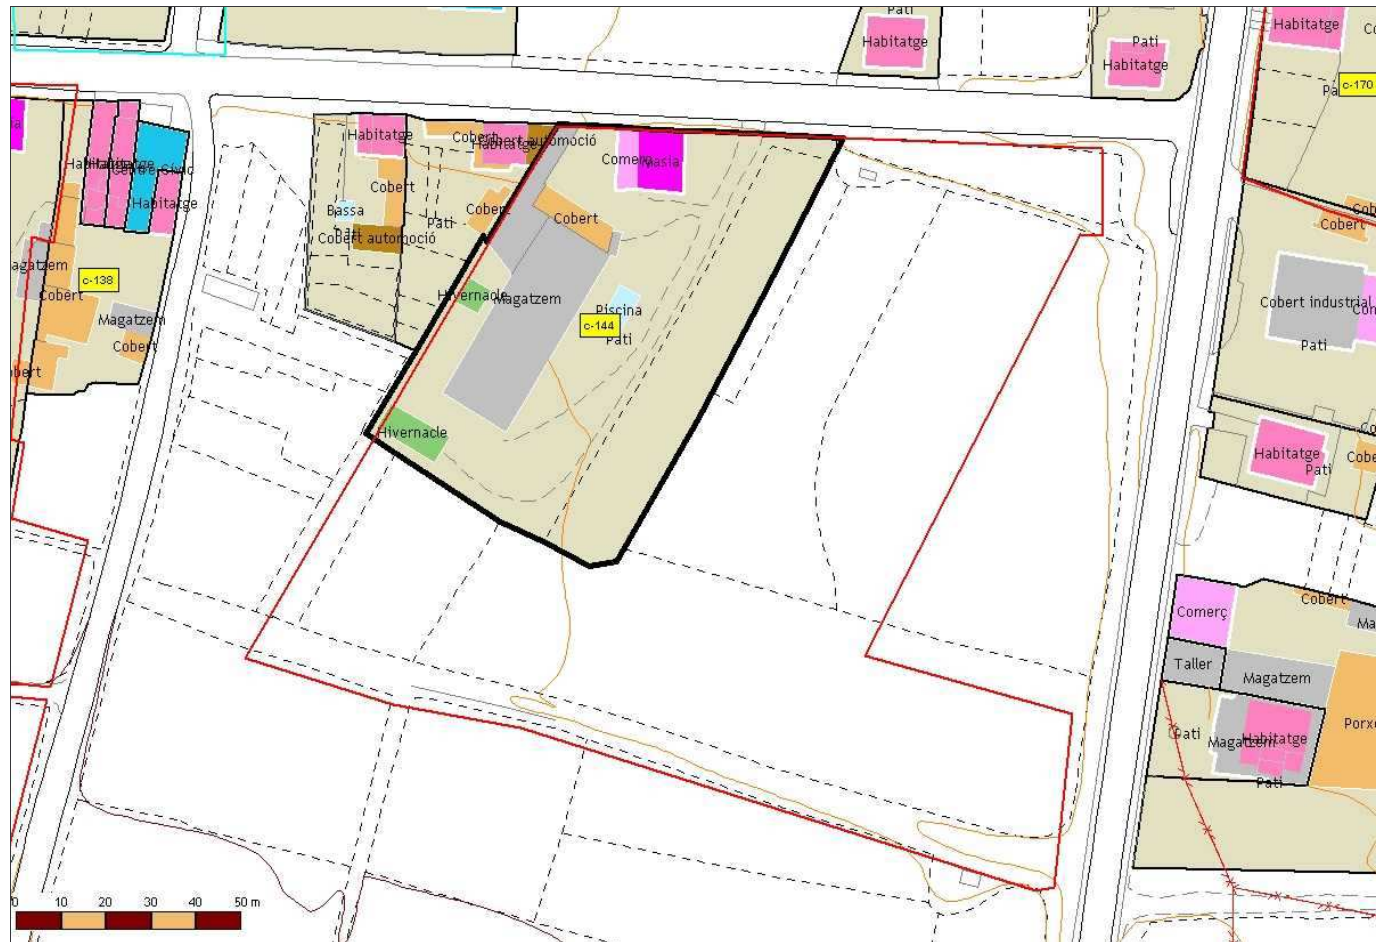 Pati
Habitatge
Habitatge
Pati
Habitatge
c-170
Habitatge
Cobert
Habitatge
Cobert automoció
Comerç
Masia
Habitatge
Centre Cívic
Habitatge
Cobert
Bassa
Pati
Pati
Cobert
Cobert
Cobert
Cobert automoció
c-138
Cobert
Hivernacle
Magatzem
Piscina
c-144
Pati
Cobert industrial
Pati
Magatzem
Cobert
Hivernacle
Habitatge
Pati
Cobert
Comerç
Taller
Magatzem
Pati
Magatzem
Habitatge
Pati
0 10 20 30 40 50 m